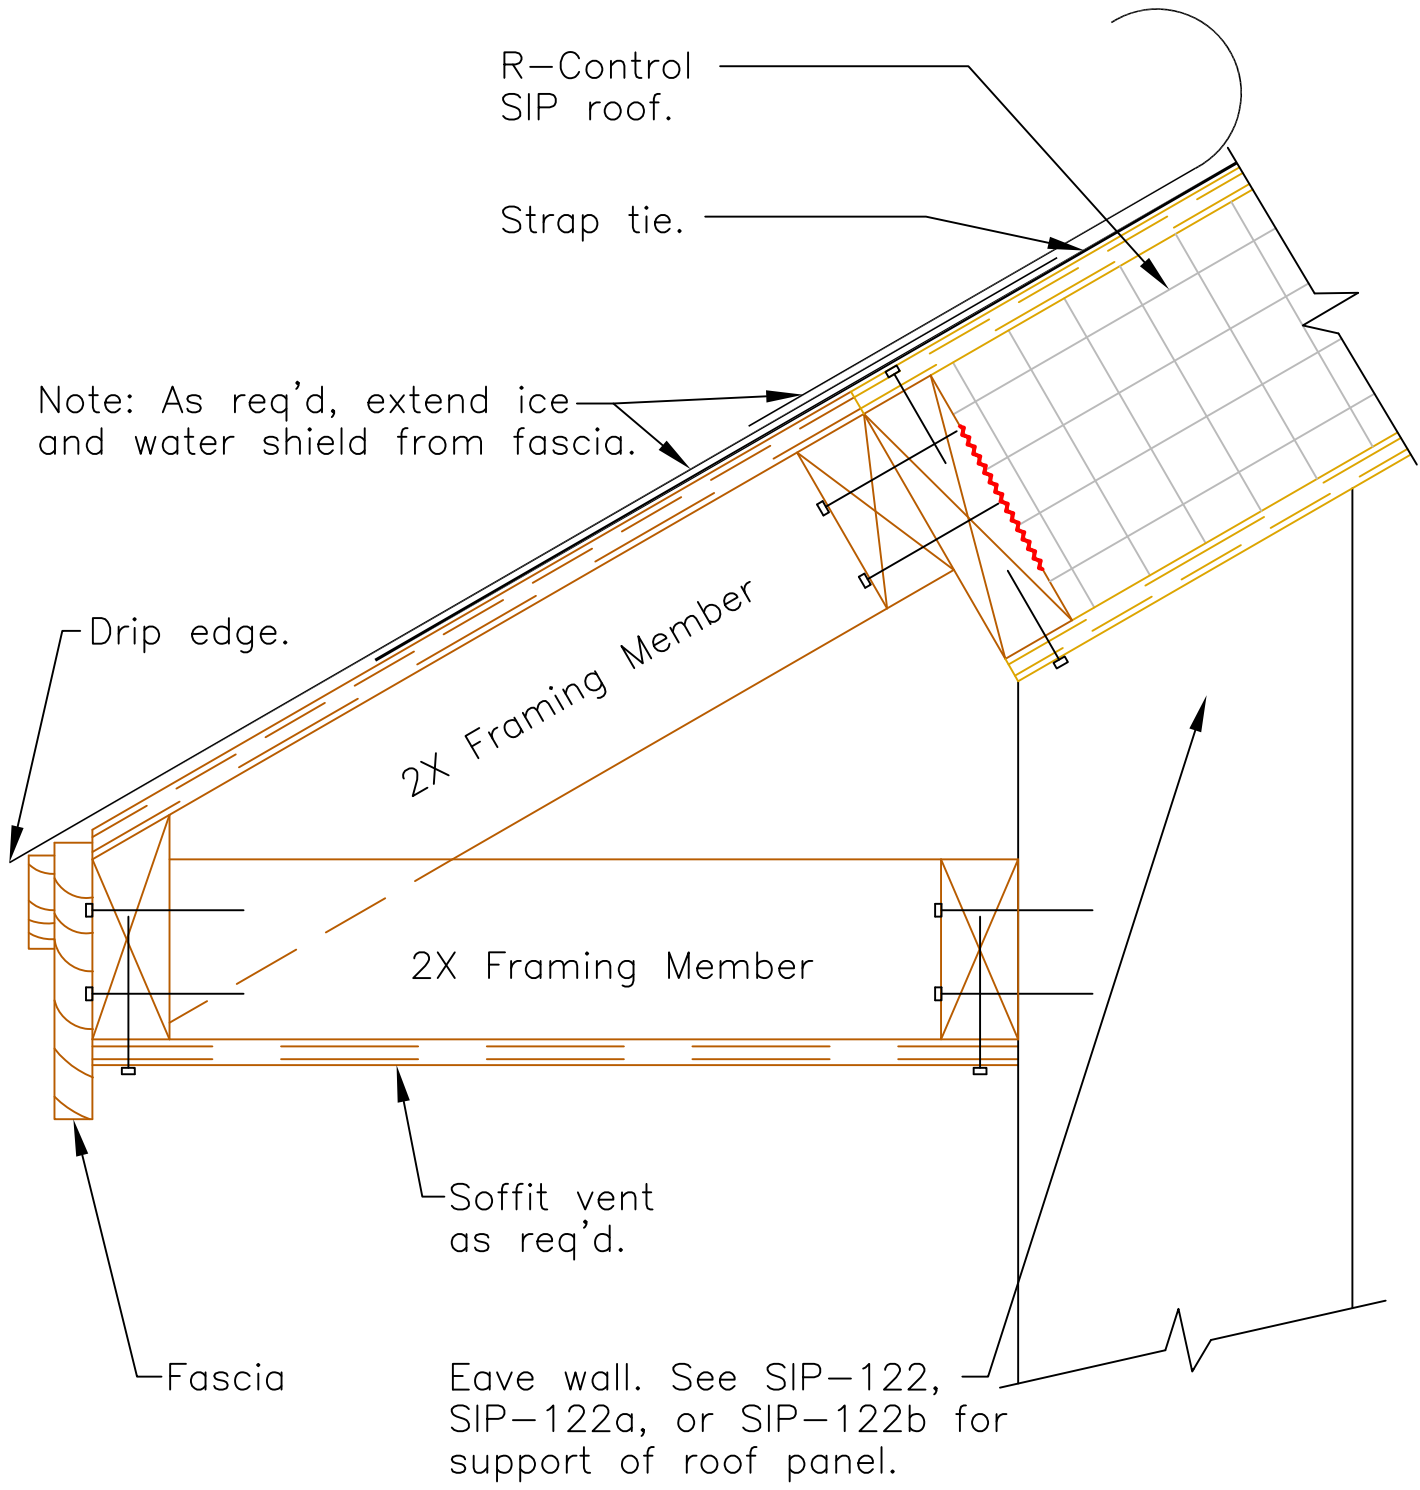 R-Control
SIP roof.
Strap tie.
Note: As req'd, extend ice
and water shield from fascia.
Drip edge.
2X Framing Member
2X Framing Member
Soffit vent
as req'd.
Fascia
Eave wall. See SIP-122,
SIP-122a, or SIP-122b for
support of roof panel.